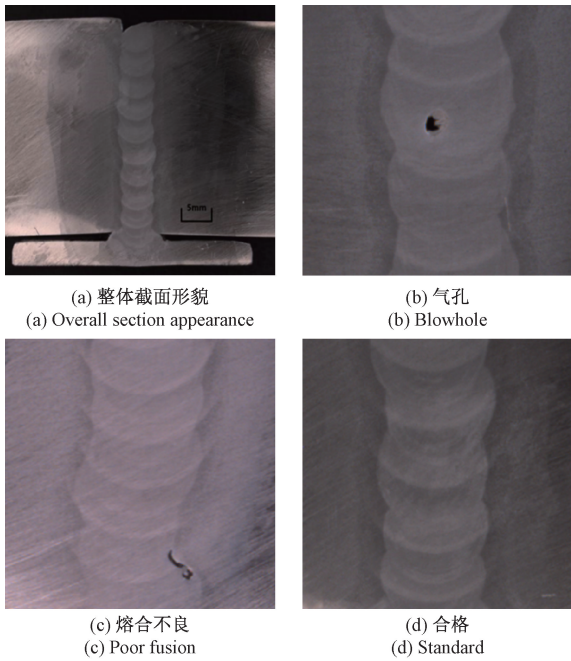 5mm
(a) 整体截面形貌
(a) Overall section appearance
(b) 气孔
(b) Blowhole
(c) 熔合不良
(c) Poor fusion
(d) 合格
(d) Standard